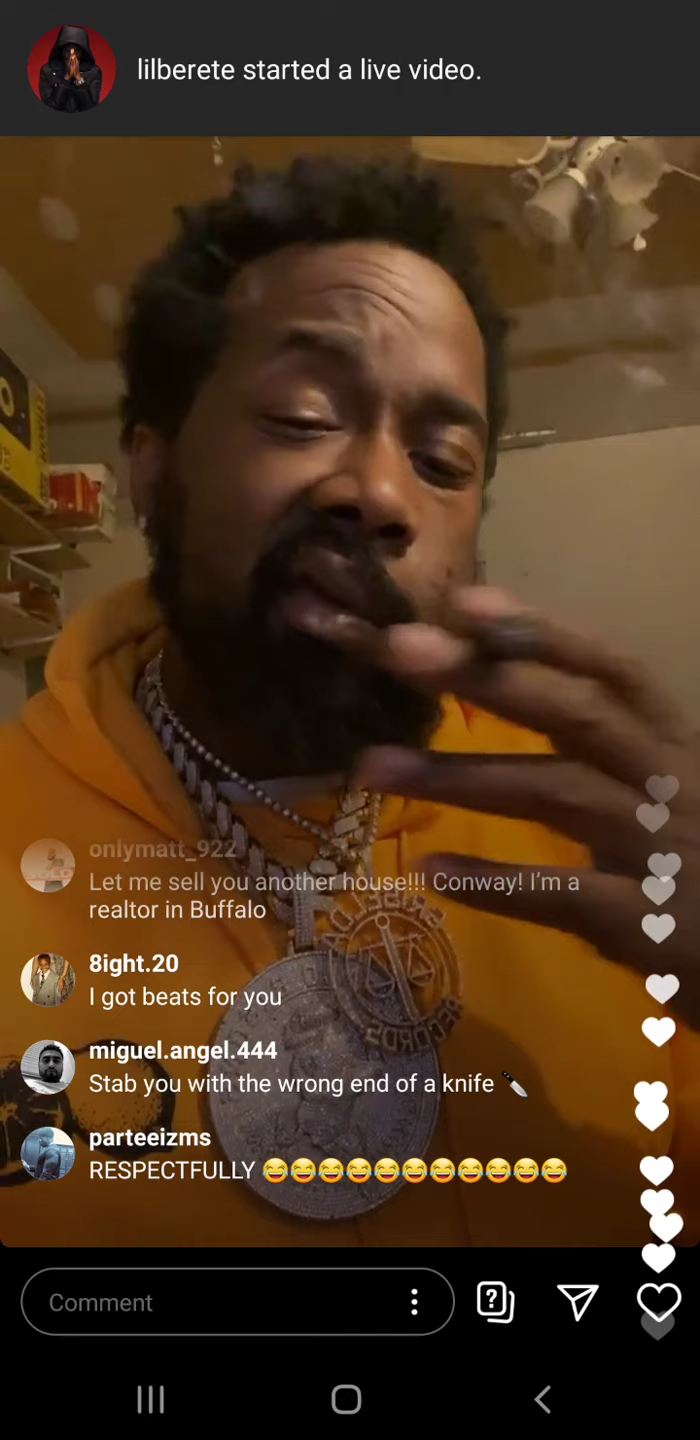 lilberete started a live video.
onlymatt_922
Let me sell you another house!!! Conway! I'm a
realtor in Buffalo
8ight.20
I got beats for you
miguel.angel.444
Stab you with the wrong end of a knife 🔪
parteeizms
RESPECTFULLY 😂😂😂😂😂😂😂😂😂😂😂
Comment